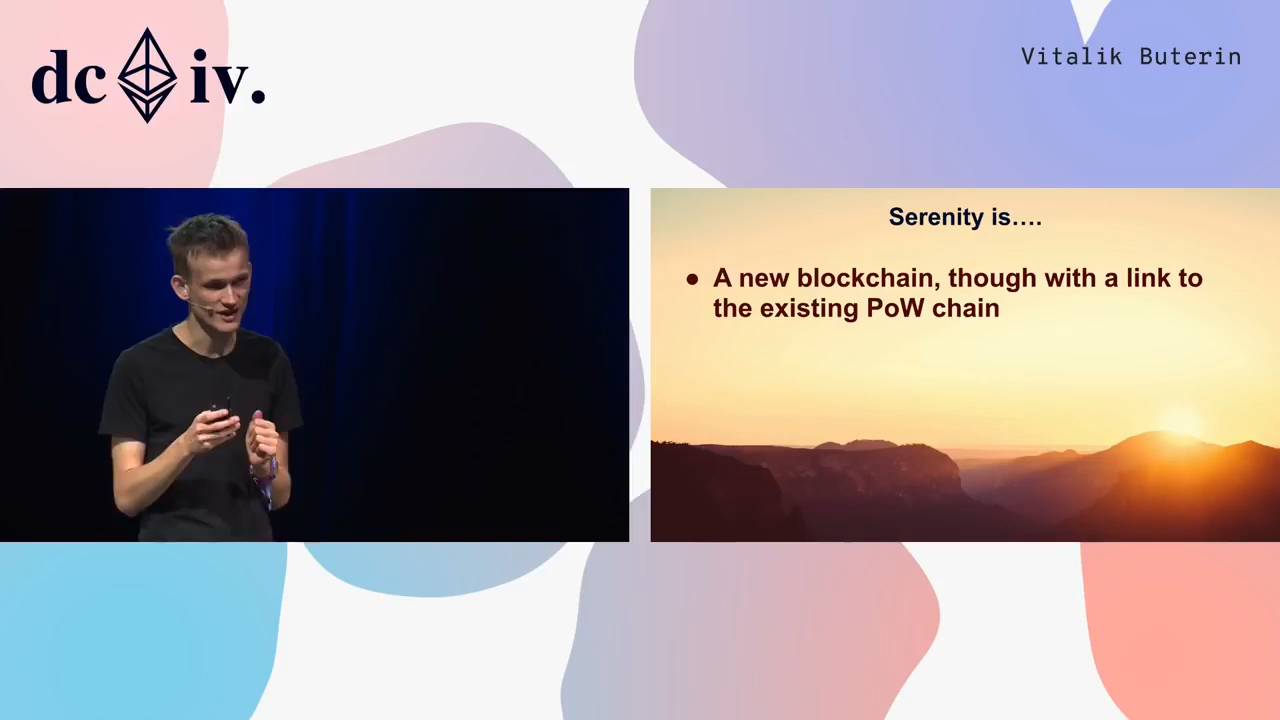 dc iv.
Vitalik Buterin
Serenity is….
● A new blockchain, though with a link to
the existing PoW chain